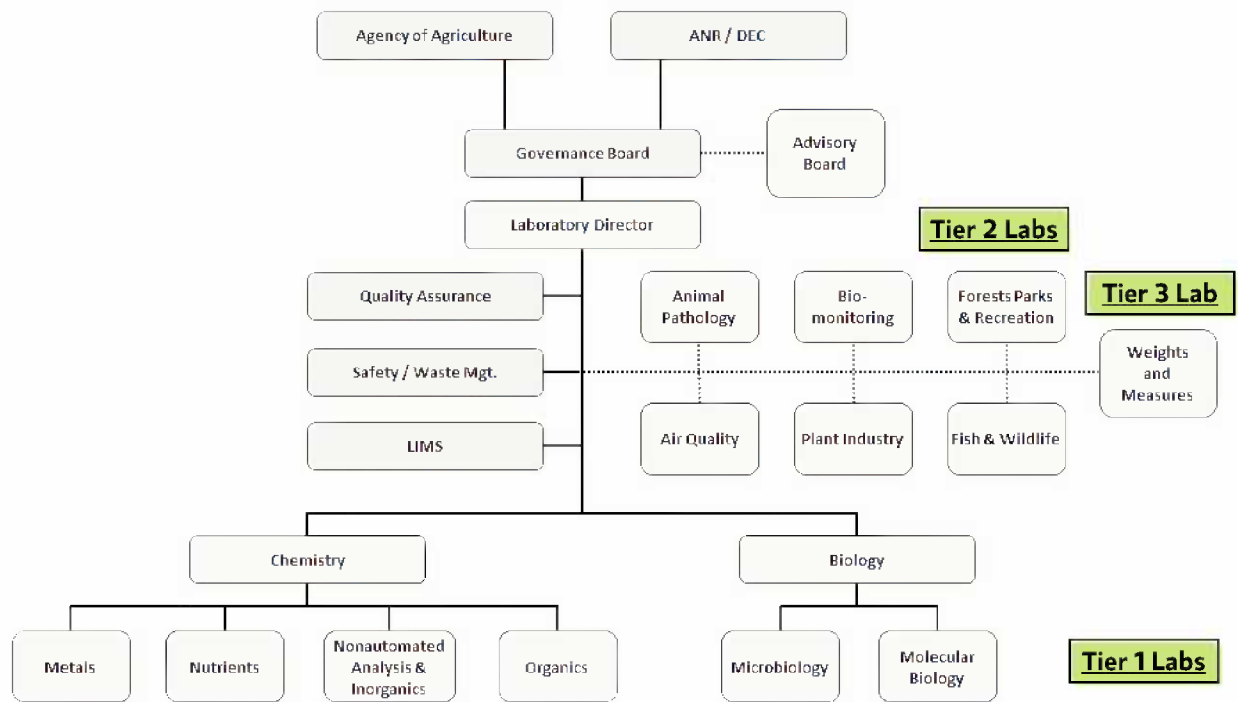 Agency of Agriculture
ANR / DEC
Governance Board
Advisory
Board
Laboratory Director
Tier 2 Labs
Quality Assurance
Animal
Pathology
Bio-
monitoring
Forests Parks
& Recreation
Tier 3 Lab
Safety / Waste Mgt.
Weights
and
Measures
LIMS
Air Quality
Plant Industry
Fish & Wildlife
Chemistry
Biology
Metals
Nutrients
Nonautomated
Analysis &
Inorganics
Organics
Microbiology
Molecular
Biology
Tier 1 Labs